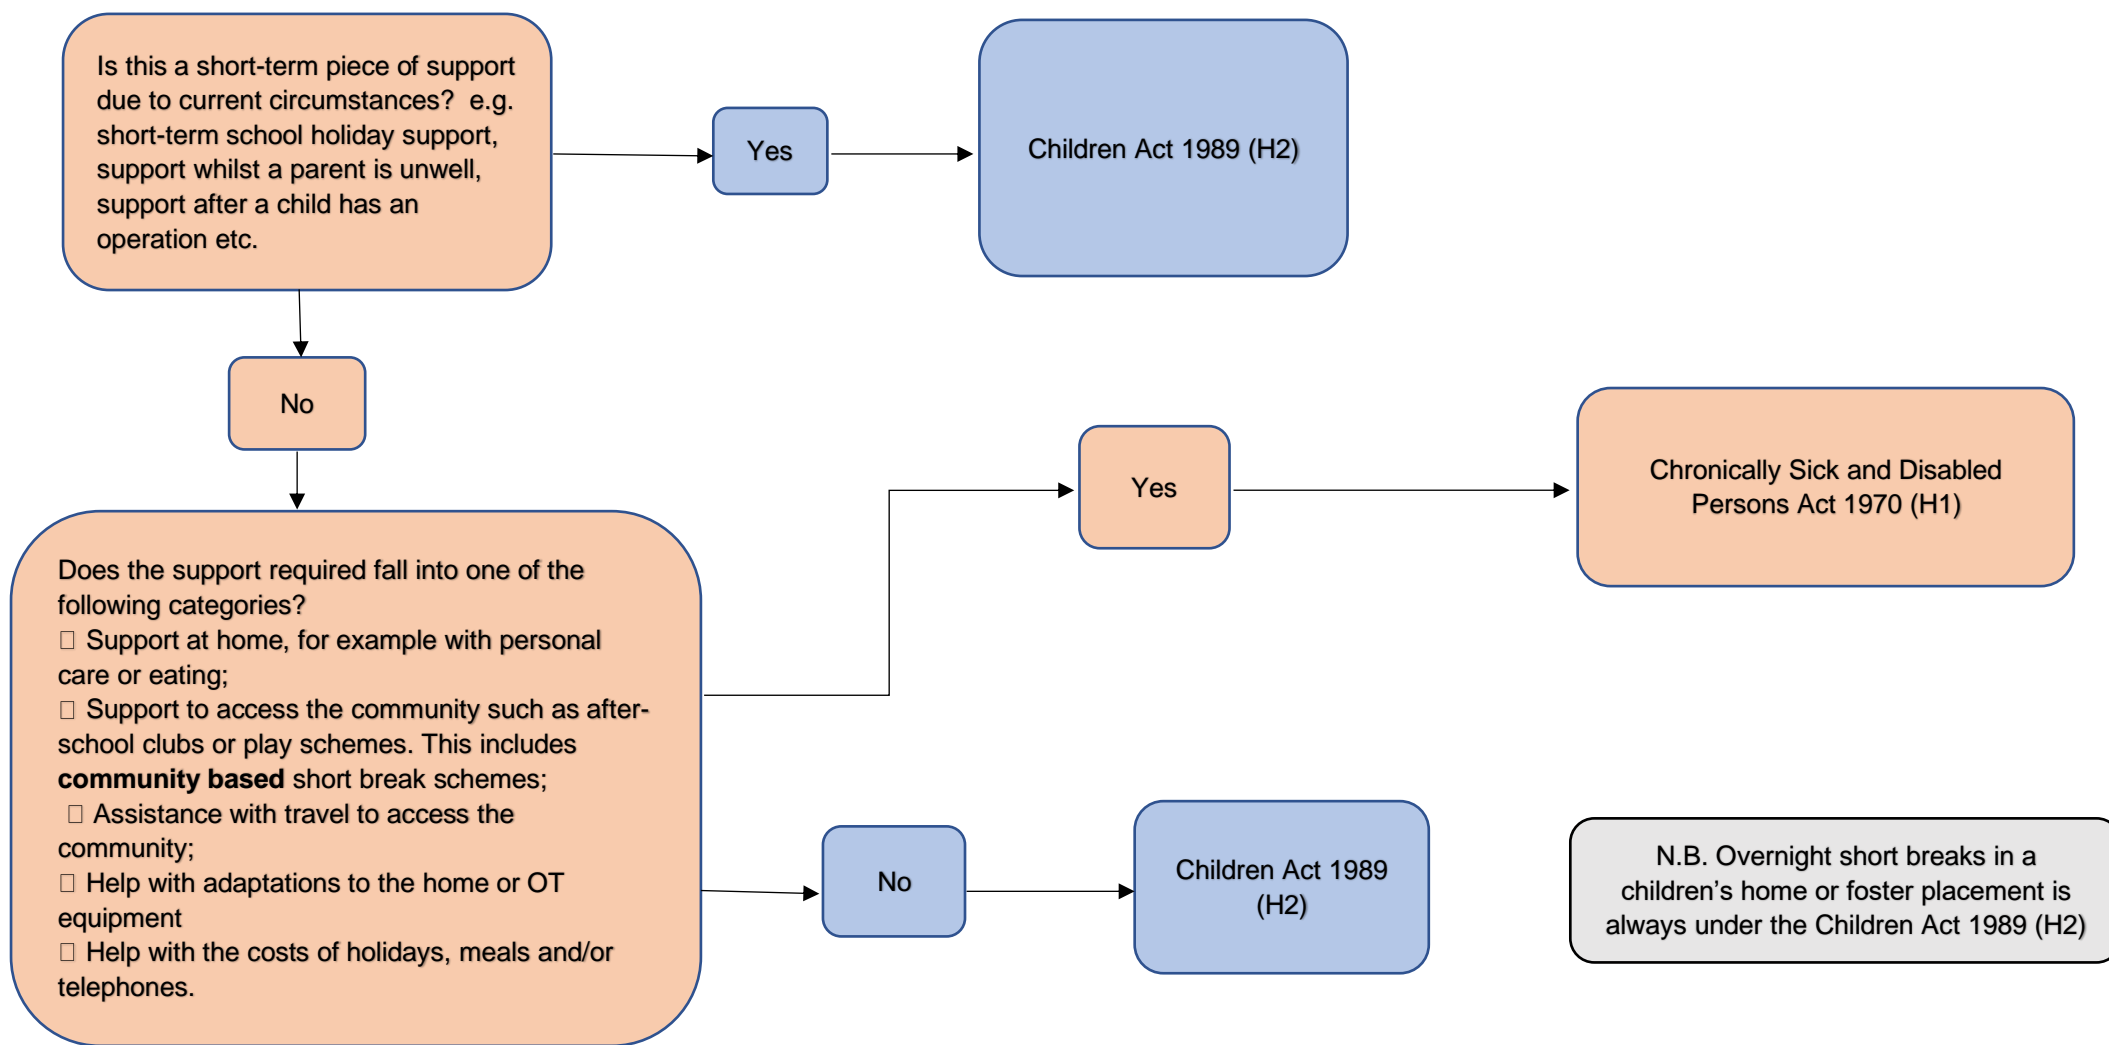 Is this a short-term piece of support
due to current circumstances?  e.g.
short-term school holiday support,
support whilst a parent is unwell,
support after a child has an
operation etc.
Yes
Children Act 1989 (H2)
No
Does the support required fall into one of the
following categories?
□ Support at home, for example with personal
care or eating;
□ Support to access the community such as after-
school clubs or play schemes. This includes
community based short break schemes;
□ Assistance with travel to access the
community;
□ Help with adaptations to the home or OT
equipment
□ Help with the costs of holidays, meals and/or
telephones.
Yes
Chronically Sick and Disabled
Persons Act 1970 (H1)
No
Children Act 1989
(H2)
N.B. Overnight short breaks in a
children’s home or foster placement is
always under the Children Act 1989 (H2)